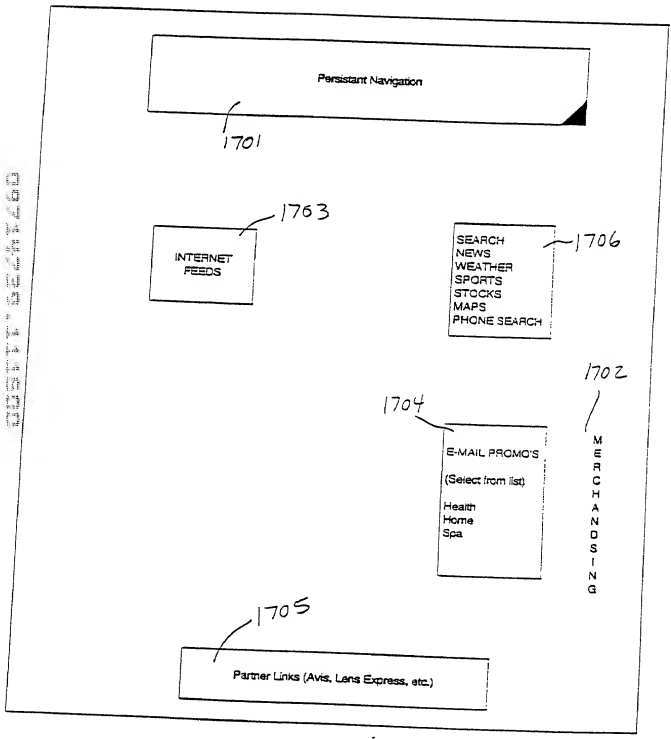 Persistant Navigation
1701
1703
INTERNET
FEEDS
1706
SEARCH
NEWS
WEATHER
SPORTS
STOCKS
MAPS
PHONE SEARCH
1702
1704
E-MAIL PROMO'S
(Select from list)
Health
Home
Spa
MERCHANDSING
1705
Partner Links (Avis, Lens Express, etc.)